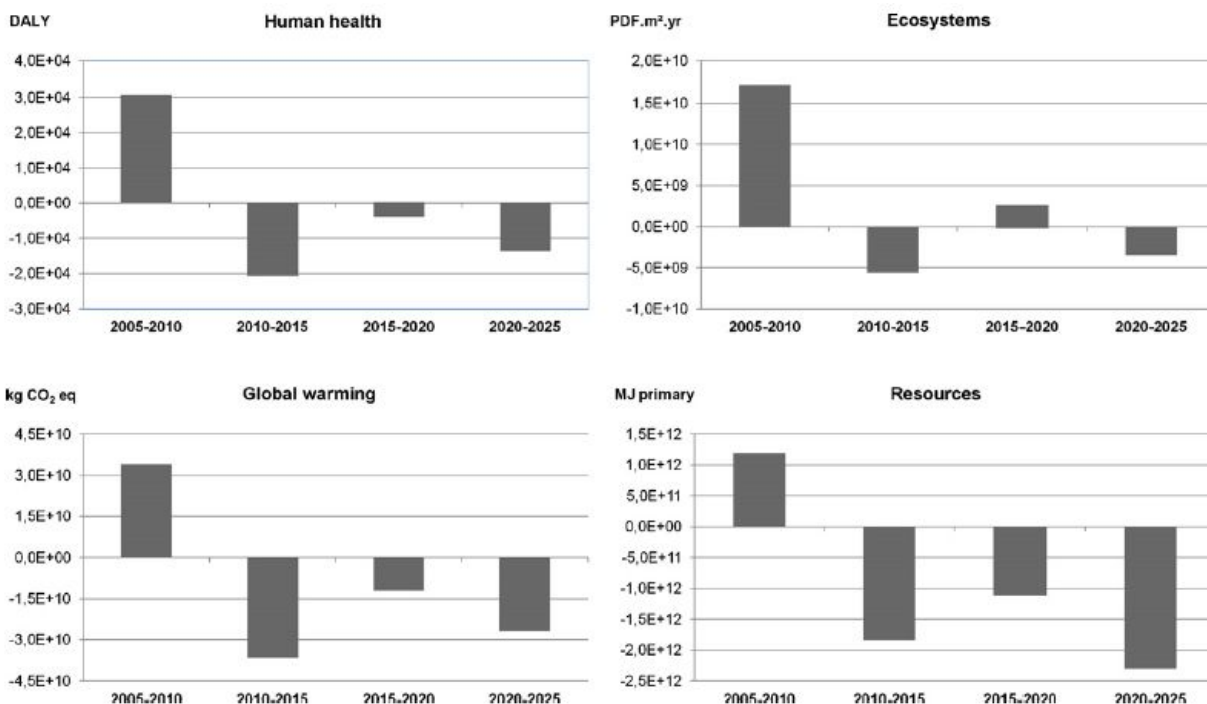 DALY
Human health
4,0E+04
3,0E+04
2,0E+04
1,0E+04
0,0E+00
-1,0E+04
-2,0E+04
-3,0E+04
2005-2010 2010-2015 2015-2020 2020-2025
PDF.m².yr
Ecosystems
2,0E+10
1,5E+10
1,0E+10
5,0E+09
0,0E+00
-5,0E+09
-1,0E+10
2005-2010 2010-2015 2015-2020 2020-2025
kg CO₂ eq
Global warming
4,5E+10
3,0E+10
1,5E+10
0,0E+00
-1,5E+10
-3,0E+10
-4,5E+10
2005-2010 2010-2015 2015-2020 2020-2025
MJ primary
Resources
1,5E+12
1,0E+12
5,0E+11
0,0E+00
-5,0E+11
-1,0E+12
-1,5E+12
-2,0E+12
-2,5E+12
2005-2010 2010-2015 2015-2020 2020-2025